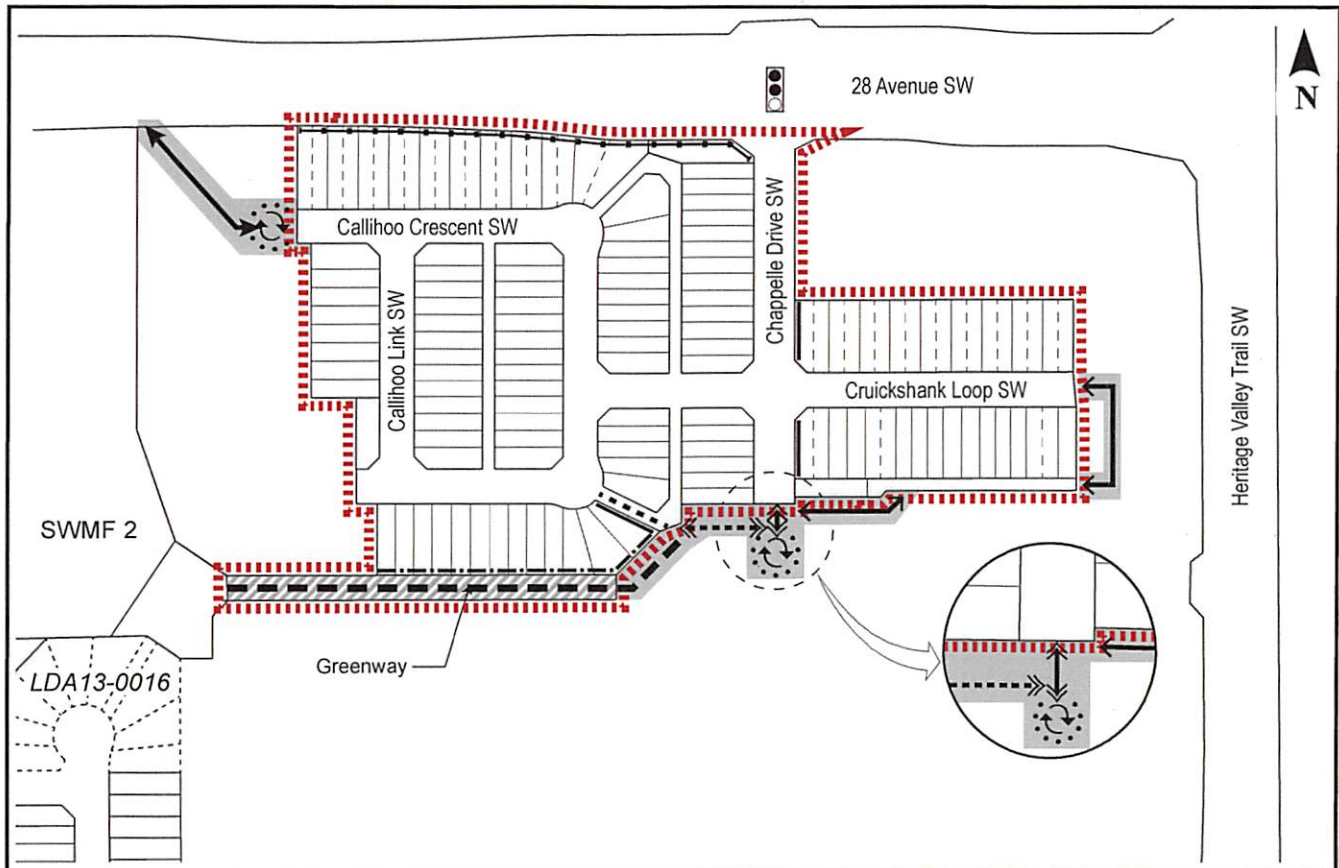 28 Avenue SW
N
Callihoo Crescent SW
Chappelle Drive SW
Callihoo Link SW
Cruickshank Loop SW
Heritage Valley Trail SW
SWMF 2
Greenway
LDA13-0016